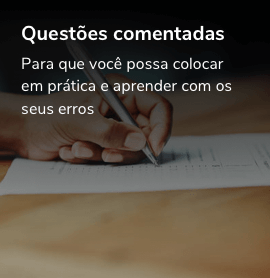 Questões comentadas
Para que você possa colocar
em prática e aprender com os
seus erros